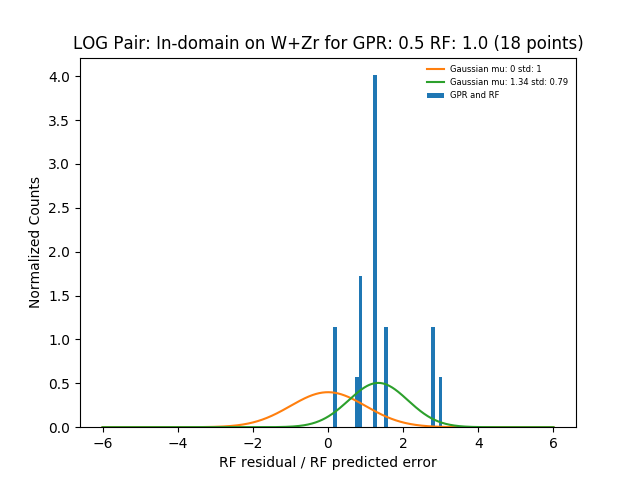 LOG Pair: In-domain on W+Zr for GPR: 0.5 RF: 1.0 (18 points)
Gaussian mu: 0 std: 1
Gaussian mu: 1.34 std: 0.79
GPR and RF
Normalized Counts
4.0
3.5
3.0
2.5
2.0
1.5
1.0
0.5
0.0
−6 −4 −2 0 2 4 6
RF residual / RF predicted error